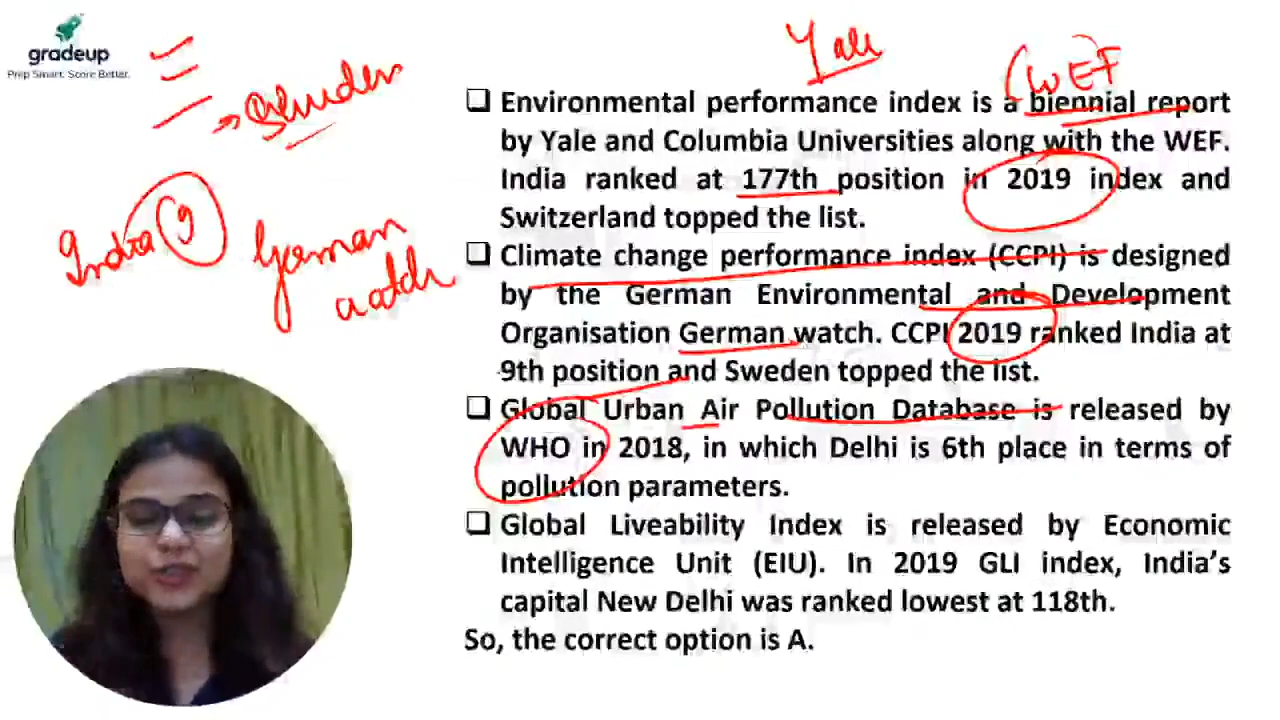 gradeup
Prep Smart. Score Better.
Sweden
India 9
German
watch
Yale
(WEF
❑ Environmental performance index is a biennial report
by Yale and Columbia Universities along with the WEF.
India ranked at 177th position in 2019 index and
Switzerland topped the list.
❑ Climate change performance index (CCPI) is designed
by the German Environmental and Development
Organisation German watch. CCPI 2019 ranked India at
9th position and Sweden topped the list.
❑ Global Urban Air Pollution Database is released by
WHO in 2018, in which Delhi is 6th place in terms of
pollution parameters.
❑ Global Liveability Index is released by Economic
Intelligence Unit (EIU). In 2019 GLI index, India’s
capital New Delhi was ranked lowest at 118th.
So, the correct option is A.